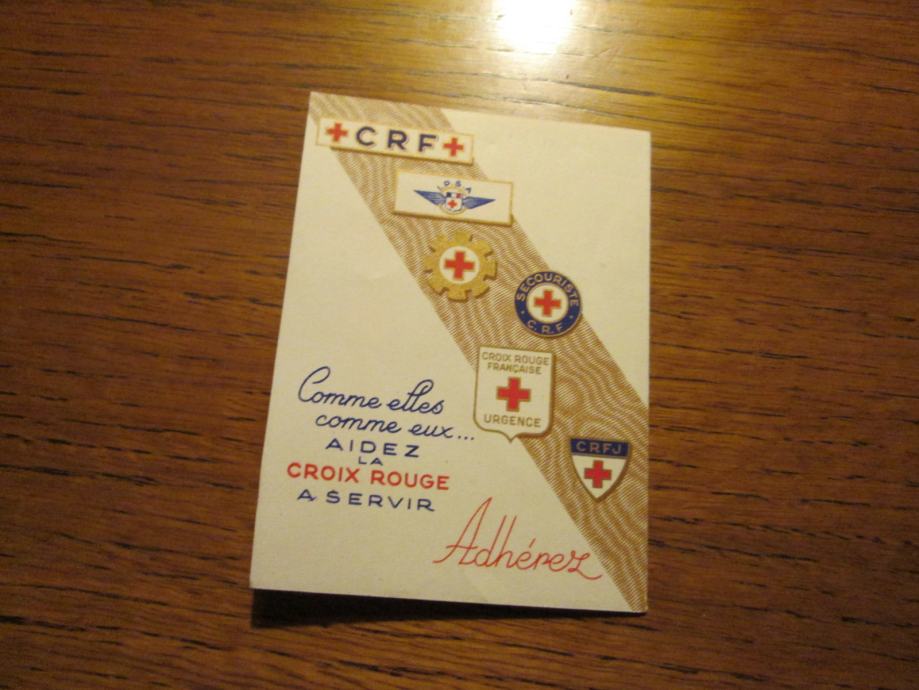 CRF
I.P.S.A
SECOURISTE
C.R.F.
CROIX ROUGE
FRANÇAISE
URGENCE
CRFJ
Comme elles
comme eux...
AIDEZ
LA
CROIX ROUGE
A SERVIR
Adhérez